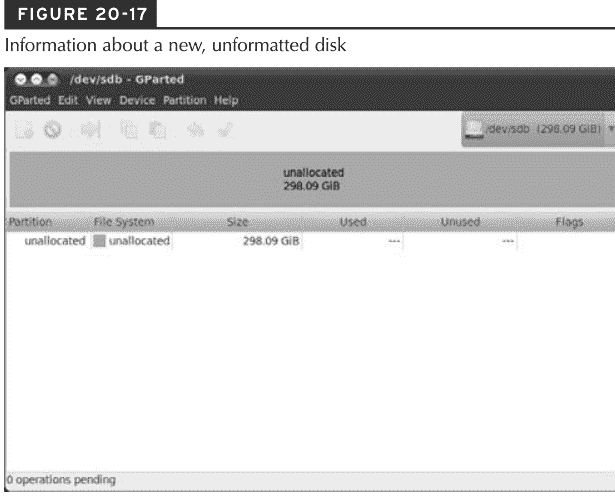 FIGURE 20-17
Information about a new, unformatted disk
/dev/sdb - GParted
GParted Edit View Device Partition Help
/dev/sdb (298.09 GiB)
unallocated
298.09 GiB
Partition File System Size Used Unused Flags
unallocated unallocated 298.09 GiB --- ---
0 operations pending